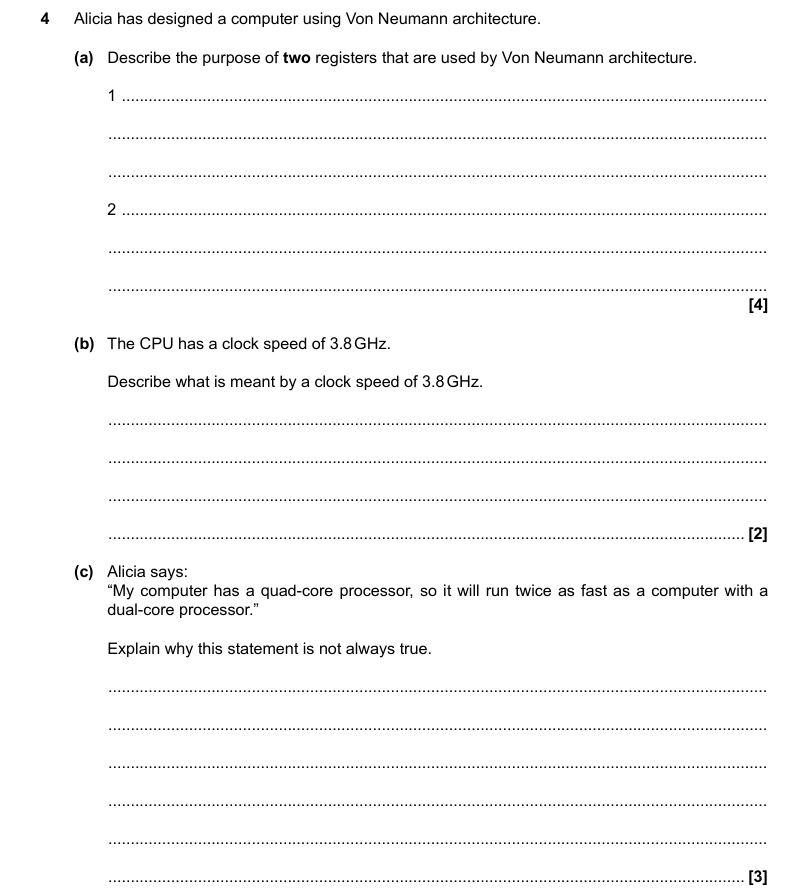 4 Alicia has designed a computer using Von Neumann architecture.
(a) Describe the purpose of two registers that are used by Von Neumann architecture.
1 ................................................................................................................................................
................................................................................................................................................
................................................................................................................................................
2 ................................................................................................................................................
................................................................................................................................................
................................................................................................................................................
[4]
(b) The CPU has a clock speed of 3.8 GHz.
Describe what is meant by a clock speed of 3.8 GHz.
................................................................................................................................................
................................................................................................................................................
................................................................................................................................................
................................................................................................................................................ [2]
(c) Alicia says:
“My computer has a quad-core processor, so it will run twice as fast as a computer with a
dual-core processor.”
Explain why this statement is not always true.
................................................................................................................................................
................................................................................................................................................
................................................................................................................................................
................................................................................................................................................
................................................................................................................................................
................................................................................................................................................ [3]